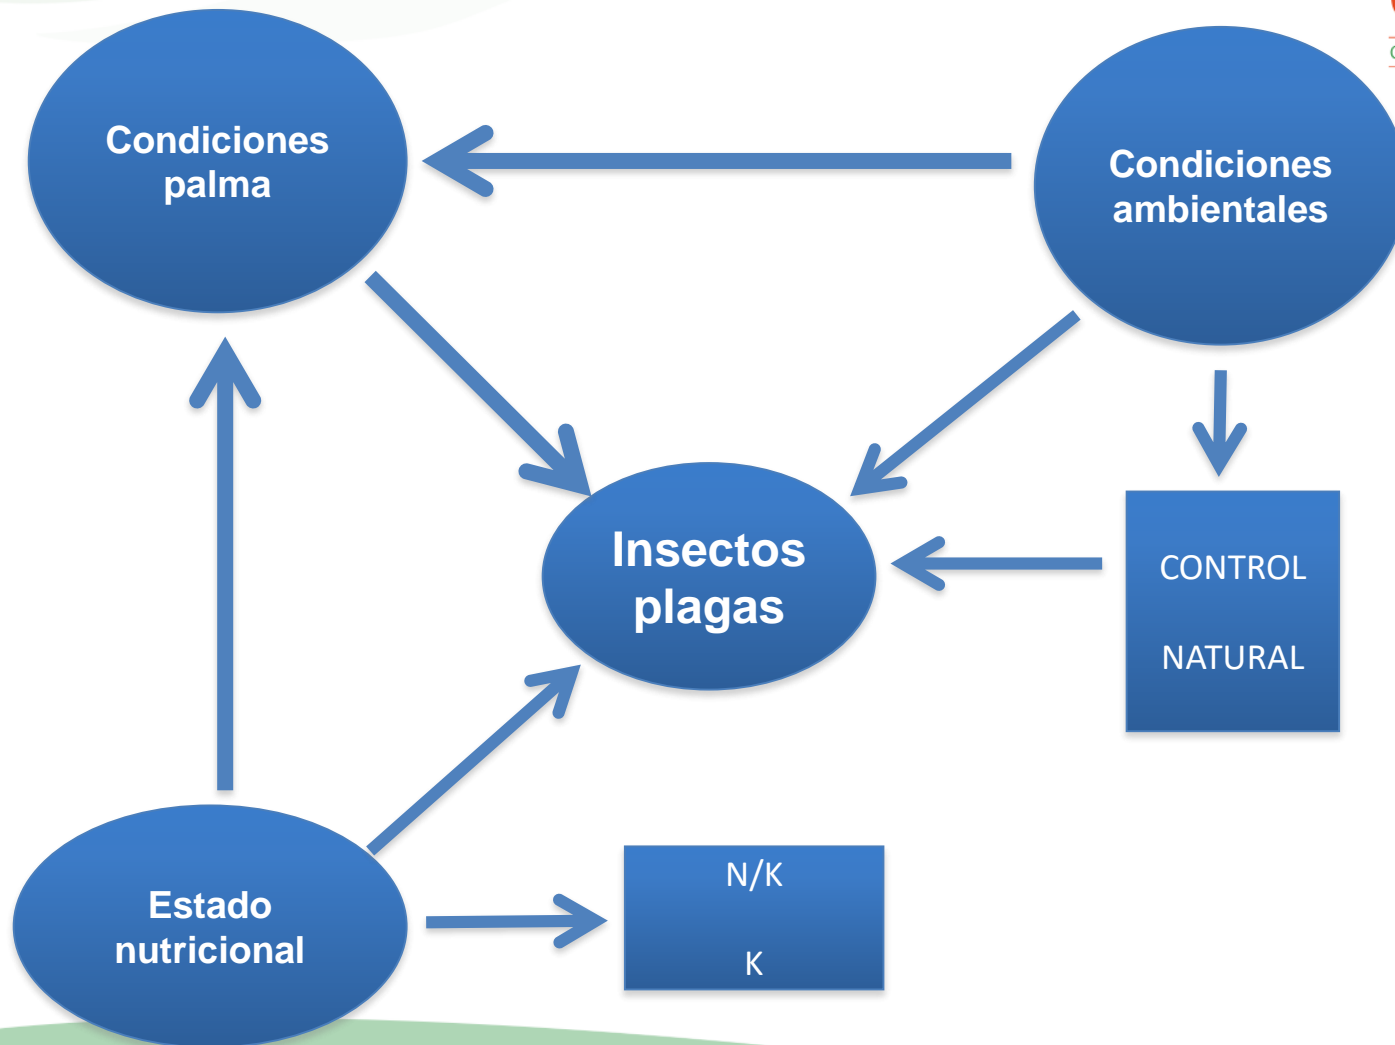 Condiciones
palma
Condiciones
ambientales
Insectos
plagas
CONTROL
NATURAL
Estado
nutricional
N/K
K